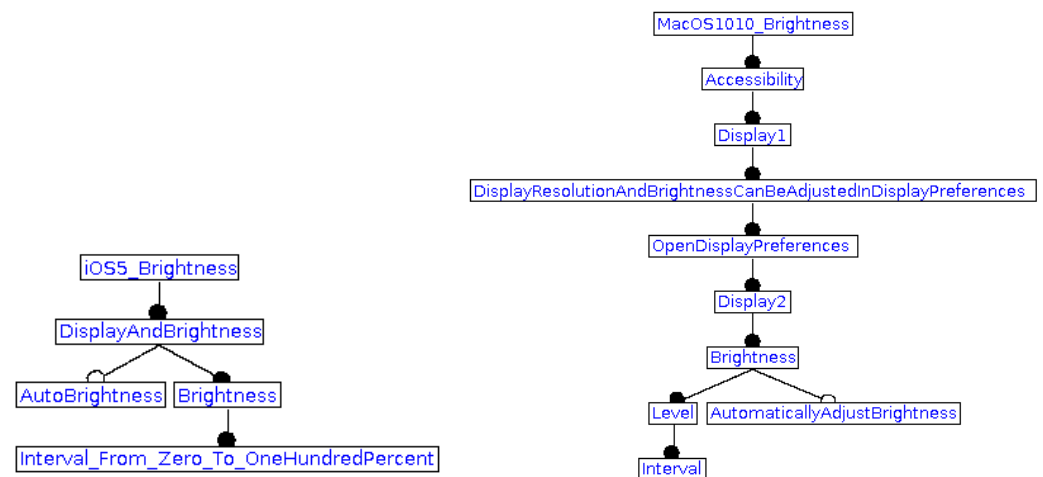 MacOS1010_Brightness
Accessibility
Display1
DisplayResolutionAndBrightnessCanBeAdjustedInDisplayPreferences
OpenDisplayPreferences
Display2
Brightness
Level AutomaticallyAdjustBrightness
Interval
iOS5_Brightness
DisplayAndBrightness
AutoBrightness Brightness
Interval_From_Zero_To_OneHundredPercent